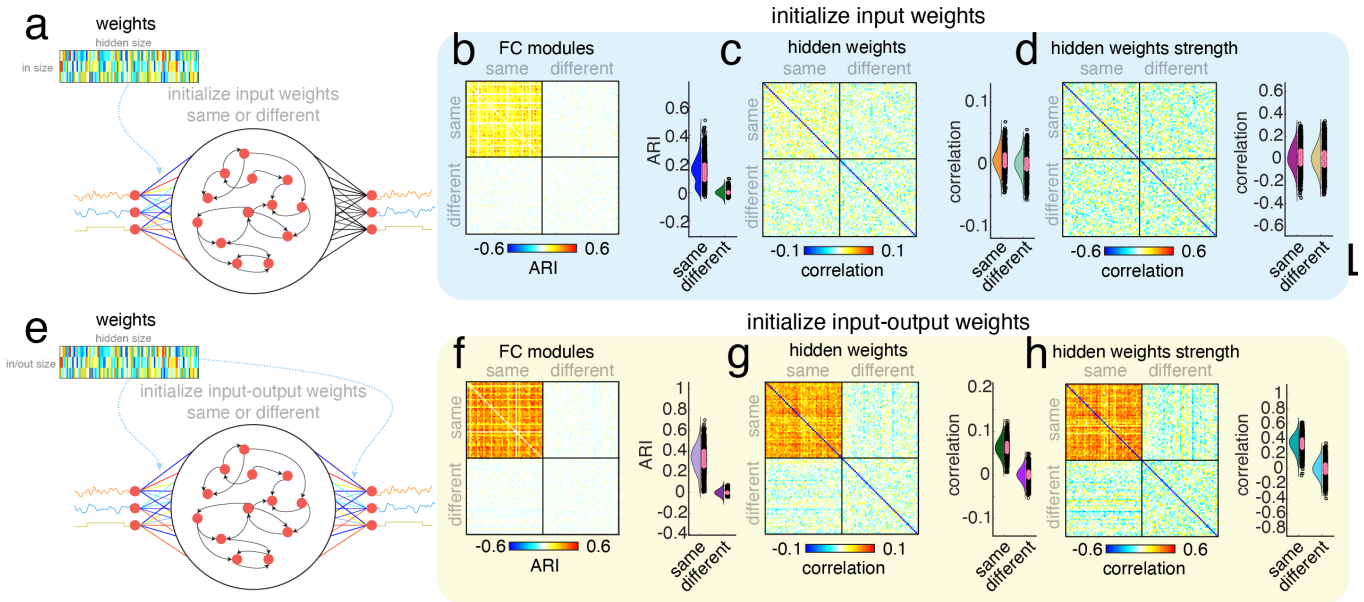 a
weights
hidden size
in size
initialize input weights
same or different
initialize input weights
b
FC modules
same different
same
different
-0.6 0.6
ARI
ARI
0.6
0.4
0.2
0
-0.2
same
different
c
hidden weights
same different
-0.1 0.1
correlation
correlation
0.1
0
-0.1
same
different
d
hidden weights strength
same different
-0.6 0.6
correlation
correlation
0.6
0.4
0.2
0
-0.2
-0.4
-0.6
same
different
L
e
weights
hidden size
in/out size
initialize input-output weights
same or different
initialize input-output weights
f
FC modules
same different
same
different
-0.6 0.6
ARI
ARI
1
0.8
0.6
0.4
0.2
0
-0.2
-0.4
same
different
g
hidden weights
same different
same
different
-0.1 0.1
correlation
correlation
0.2
0.1
0
-0.1
same
different
h
hidden weights strength
same different
same
different
-0.6 0.6
correlation
correlation
1
0.8
0.6
0.4
0.2
0
-0.2
-0.4
-0.6
-0.8
same
different